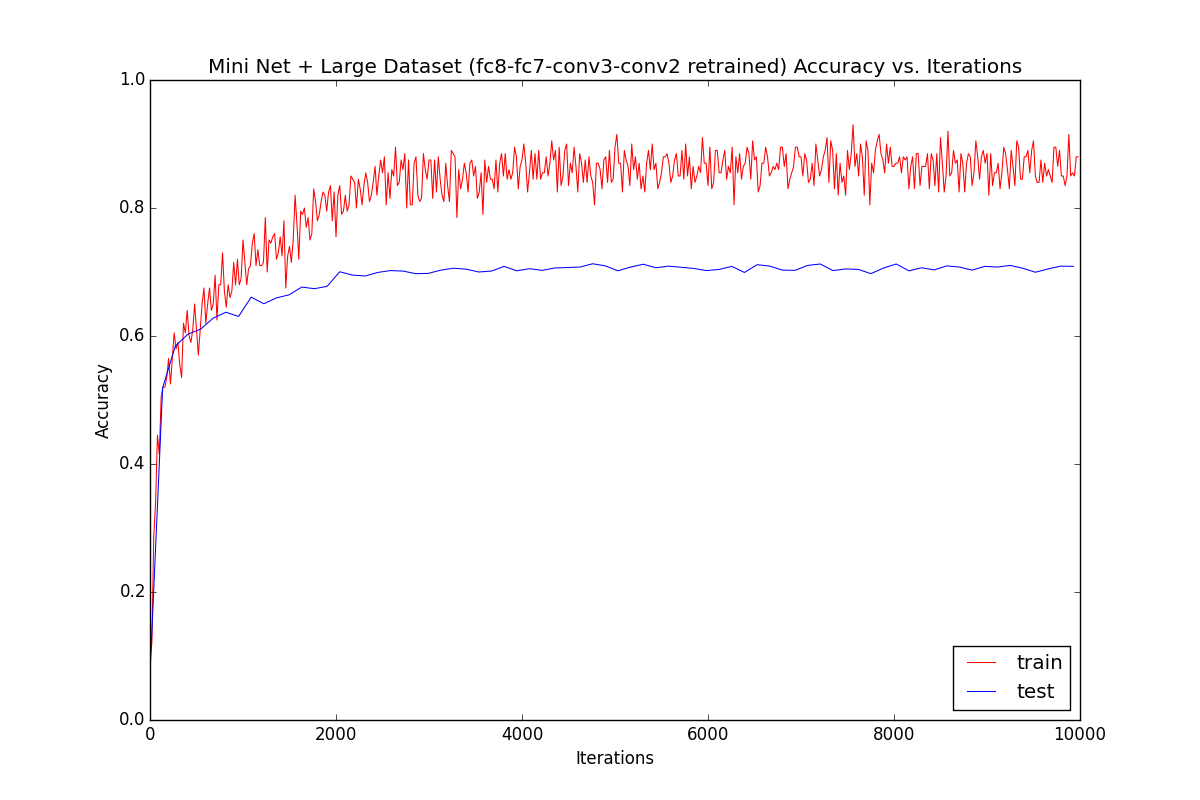 Mini Net + Large Dataset (fc8-fc7-conv3-conv2 retrained) Accuracy vs. Iterations
1.0
0.8
0.6
0.4
0.2
0.0
Accuracy
train
test
0 2000 4000 6000 8000 10000
Iterations